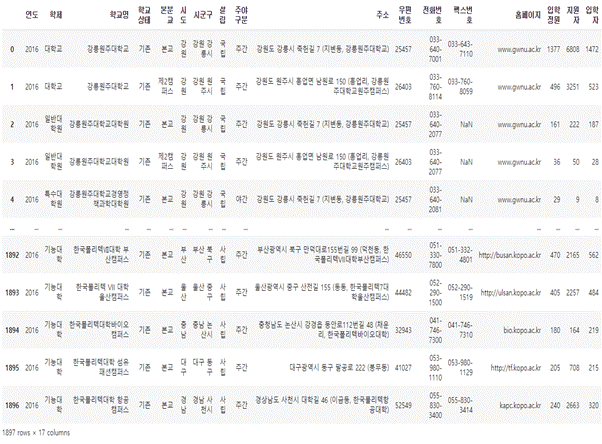 연도 학제 학교명 학교상태 본분교 시도 시군구 설립 주야구분 주소 우편번호 전화번호 팩스번호 홈페이지 입학정원 지원자 입학자
0 2016 대학교 강릉원주대학교 기존 본교 강원 강원 강릉시 국립 주간 강원도 강릉시 죽헌길 7 (지변동, 강릉원주대학교) 25457 033-640-7001 033-643-7110 www.gwnu.ac.kr 1377 6808 1472
1 2016 대학교 강릉원주대학교 기존 제2캠퍼스 강원 강원 원주시 국립 주간 강원도 원주시 흥업면 남원로 150 (흥업리, 강릉원주대학교원주캠퍼스) 26403 033-760-8114 033-760-8059 www.gwnu.ac.kr 496 3251 523
2 2016 일반대학원 강릉원주대학교대학원 기존 본교 강원 강원 강릉시 국립 주간 강원도 강릉시 죽헌길 7 (지변동, 강릉원주대학교) 25457 033-640-2077 NaN www.gwnu.ac.kr 161 222 187
3 2016 일반대학원 강릉원주대학교대학원 기존 제2캠퍼스 강원 강원 원주시 국립 주간 강원도 원주시 흥업면 남원로 150 (흥업리, 강릉원주대학교원주캠퍼스) 26403 033-640-2077 NaN www.gwnu.ac.kr 36 50 28
4 2016 특수대학원 강릉원주대학교경영정책과학대학원 기존 본교 강원 강원 강릉시 국립 야간 강원도 강릉시 죽헌길 7 (지변동, 강릉원주대학교) 25457 033-640-2081 NaN www.gwnu.ac.kr 29 9 8
... ... ... ... ... ... ... ... ... ... ... ... ... ... ... ... ... ...
1892 2016 기능대학 한국폴리텍VII대학 부산캠퍼스 기존 본교 부산 부산 북구 사립 주간 부산광역시 북구 만덕대로155번길 99 (덕천동, 한국폴리텍VII대학부산캠퍼스) 46550 051-330-7800 051-332-4801 http://busan.kopo.ac.kr 470 2165 562
1893 2016 기능대학 한국폴리텍 VII 대학 울산캠퍼스 기존 본교 울산 울산 중구 사립 주간 울산광역시 중구 산전길 155 (동동, 한국폴리텍7대학울산캠퍼스) 44482 052-290-1500 052-290-1519 http://ulsan.kopo.ac.kr 405 2257 484
1894 2016 기능대학 한국폴리텍대학바이오캠퍼스 기존 본교 충남 충남 논산시 사립 주간 충청남도 논산시 강경읍 동안로112번길 48 (채운리, 한국폴리텍바이오대학) 32943 041-746-7300 041-746-7310 bio.kopo.ac.kr 180 164 219
1895 2016 기능대학 한국폴리텍대학 섬유패션캠퍼스 기존 본교 대구 대구 동구 사립 주간 대구광역시 동구 팔공로 222 (봉무동) 41027 053-980-1110 053-980-1129 http://tf.kopo.ac.kr 205 708 215
1896 2016 기능대학 한국폴리텍대학 항공캠퍼스 기존 본교 경남 경남 사천시 사립 주간 경상남도 사천시 대학길 46 (이금동, 한국폴리텍항공대학) 52549 055-830-3400 055-830-3414 kapc.kopo.ac.kr 240 2663 320
1897 rows × 17 columns